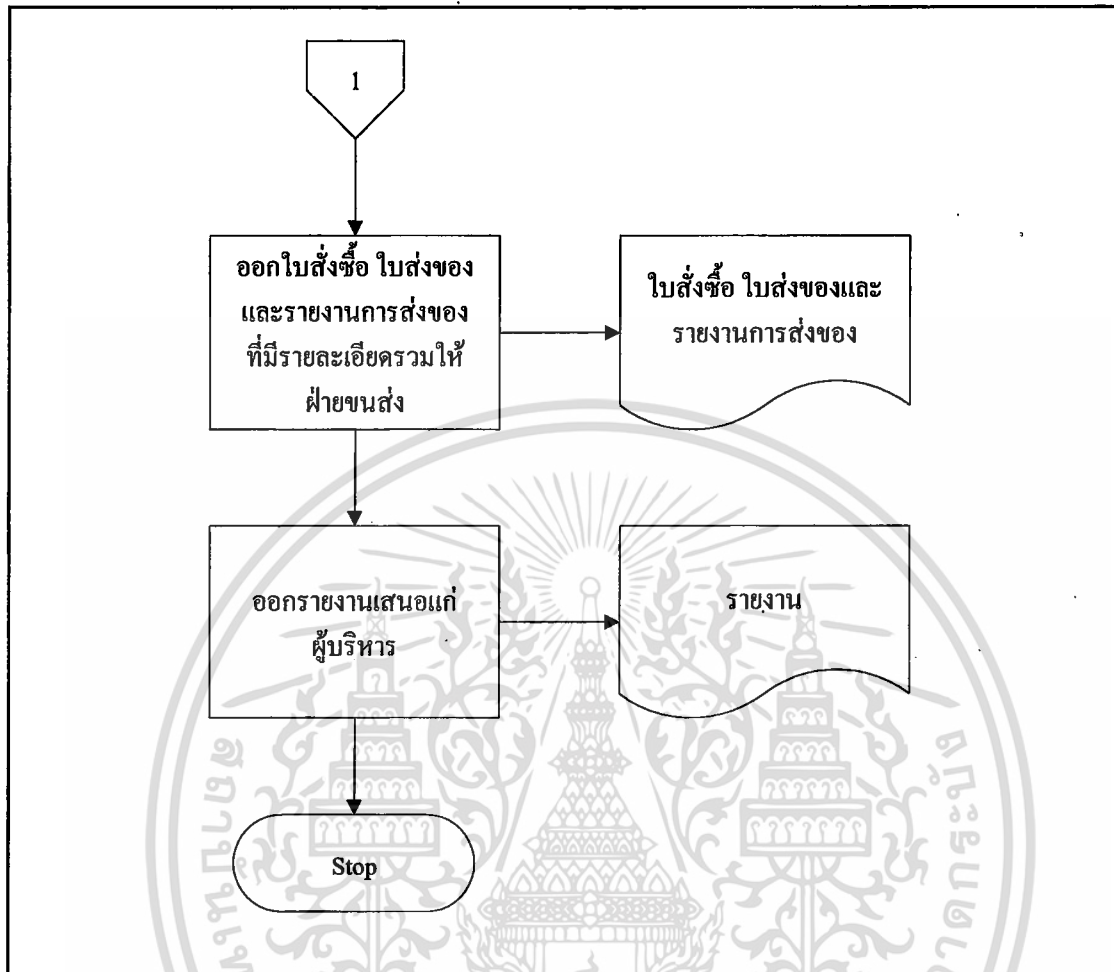 1
ออกใบสั่งซื้อ ใบส่งของ
และรายงานการส่งของ
ที่มีรายละเอียดรวมให้
ฝ่ายขนส่ง
ใบสั่งซื้อ ใบส่งของและ
รายงานการส่งของ
ออกรายงานเสนอแก่
ผู้บริหาร
รายงาน
Stop